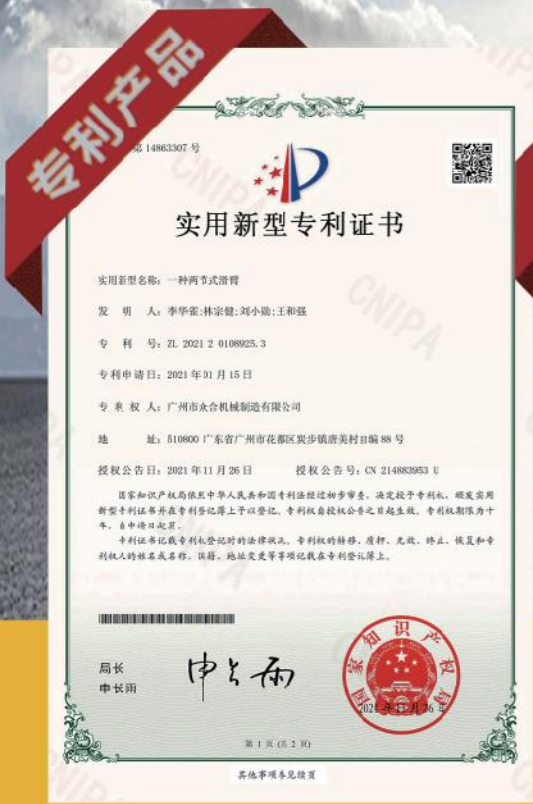 专利产品
第 14863307 号
实用新型专利证书
实用新型名称：一种两节式滑臂
发 明 人：李华雀;林宗健;刘小勋;王和强
专 利 号：ZL 2021 2 0108925.3
专利申请日：2021年01月15日
专 利 权 人：广州市众合机械制造有限公司
地 址：510800 广东省广州市花都区炭步镇唐美村自编 88 号
授权公告日：2021年11月26日 授权公告号：CN 214883953 U
国家知识产权局依照中华人民共和国专利法经过初步审查，决定授予专利权，颁发实用
新型专利证书并在专利登记簿上予以登记。专利权自授权公告之日起生效。专利权期限为十
年，自申请日起算。
专利证书记载专利权登记时的法律状况。专利权的转移、质押、无效、终止、恢复和专
利权人的姓名或名称、国籍、地址变更等事项记载在专利登记簿上。
局长
申长雨
申长雨
国家知识产权局
2021年11月26日
第 1 页 (共 2 页)
其他事项参见续页
CNIPA